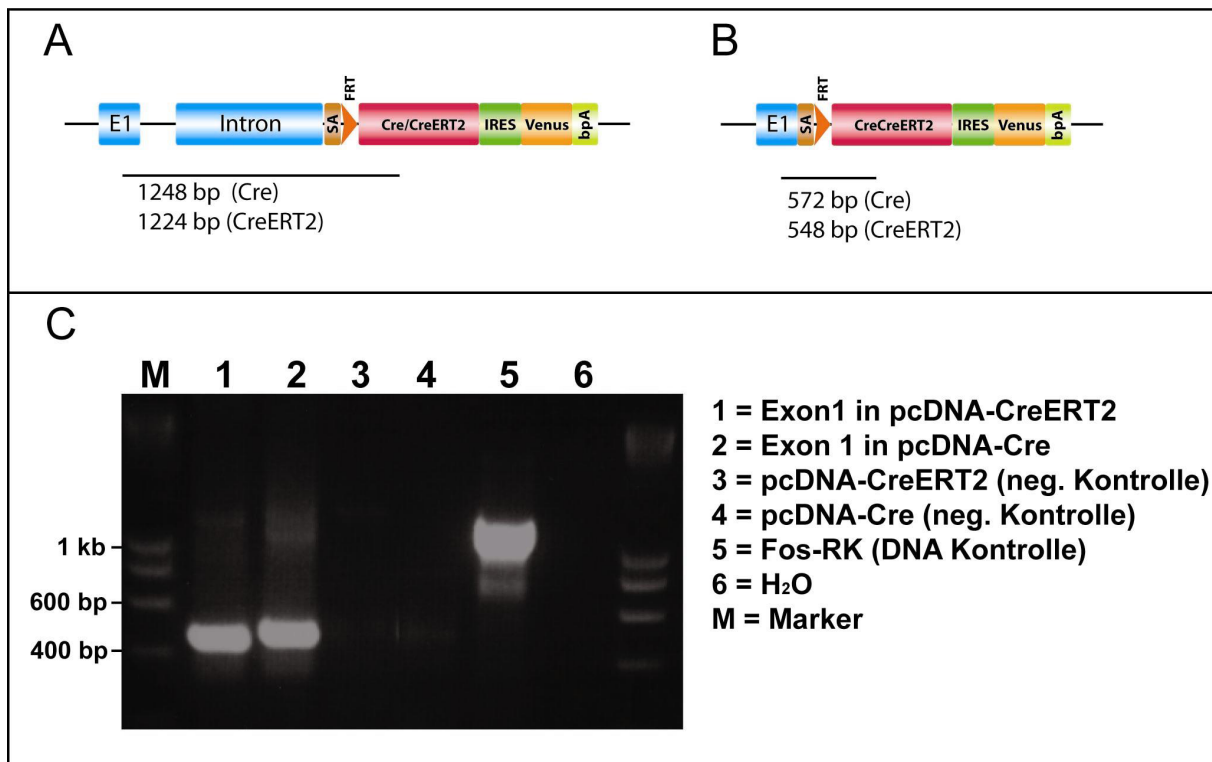 A
FRT
E1
Intron
SA
Cre/CreERT2
IRES
Venus
bpA
1248 bp (Cre)
1224 bp (CreERT2)
B
FRT
E1
SA
CreCreERT2
IRES
Venus
bpA
572 bp (Cre)
548 bp (CreERT2)
C
M 1 2 3 4 5 6
1 kb
600 bp
400 bp
1 = Exon1 in pcDNA-CreERT2
2 = Exon 1 in pcDNA-Cre
3 = pcDNA-CreERT2 (neg. Kontrolle)
4 = pcDNA-Cre (neg. Kontrolle)
5 = Fos-RK (DNA Kontrolle)
6 = H₂O
M = Marker